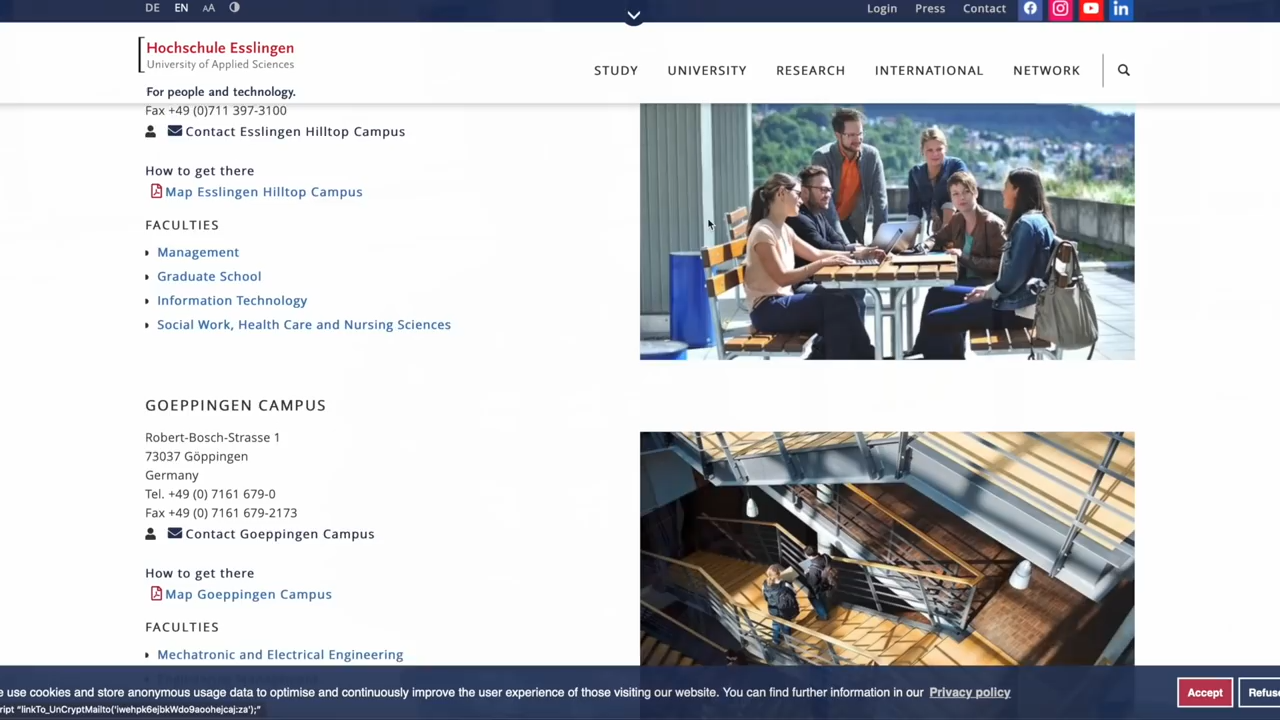 DE EN AA
Login Press Contact
Hochschule Esslingen
University of Applied Sciences
For people and technology.
STUDY UNIVERSITY RESEARCH INTERNATIONAL NETWORK
Fax +49 (0)711 397-3100
Contact Esslingen Hilltop Campus
How to get there
Map Esslingen Hilltop Campus
FACULTIES
Management
Graduate School
Information Technology
Social Work, Health Care and Nursing Sciences
GOEPPINGEN CAMPUS
Robert-Bosch-Strasse 1
73037 Göppingen
Germany
Tel. +49 (0) 7161 679-0
Fax +49 (0) 7161 679-2173
Contact Goeppingen Campus
How to get there
Map Goeppingen Campus
FACULTIES
Mechatronic and Electrical Engineering
e use cookies and store anonymous usage data to optimise and continuously improve the user experience of those visiting our website. You can find further information in our Privacy policy
Accept Refuse
ript "linkTo_UnCryptMailto('iwehpk6ejbkWdo9aoohejcaj:za');"